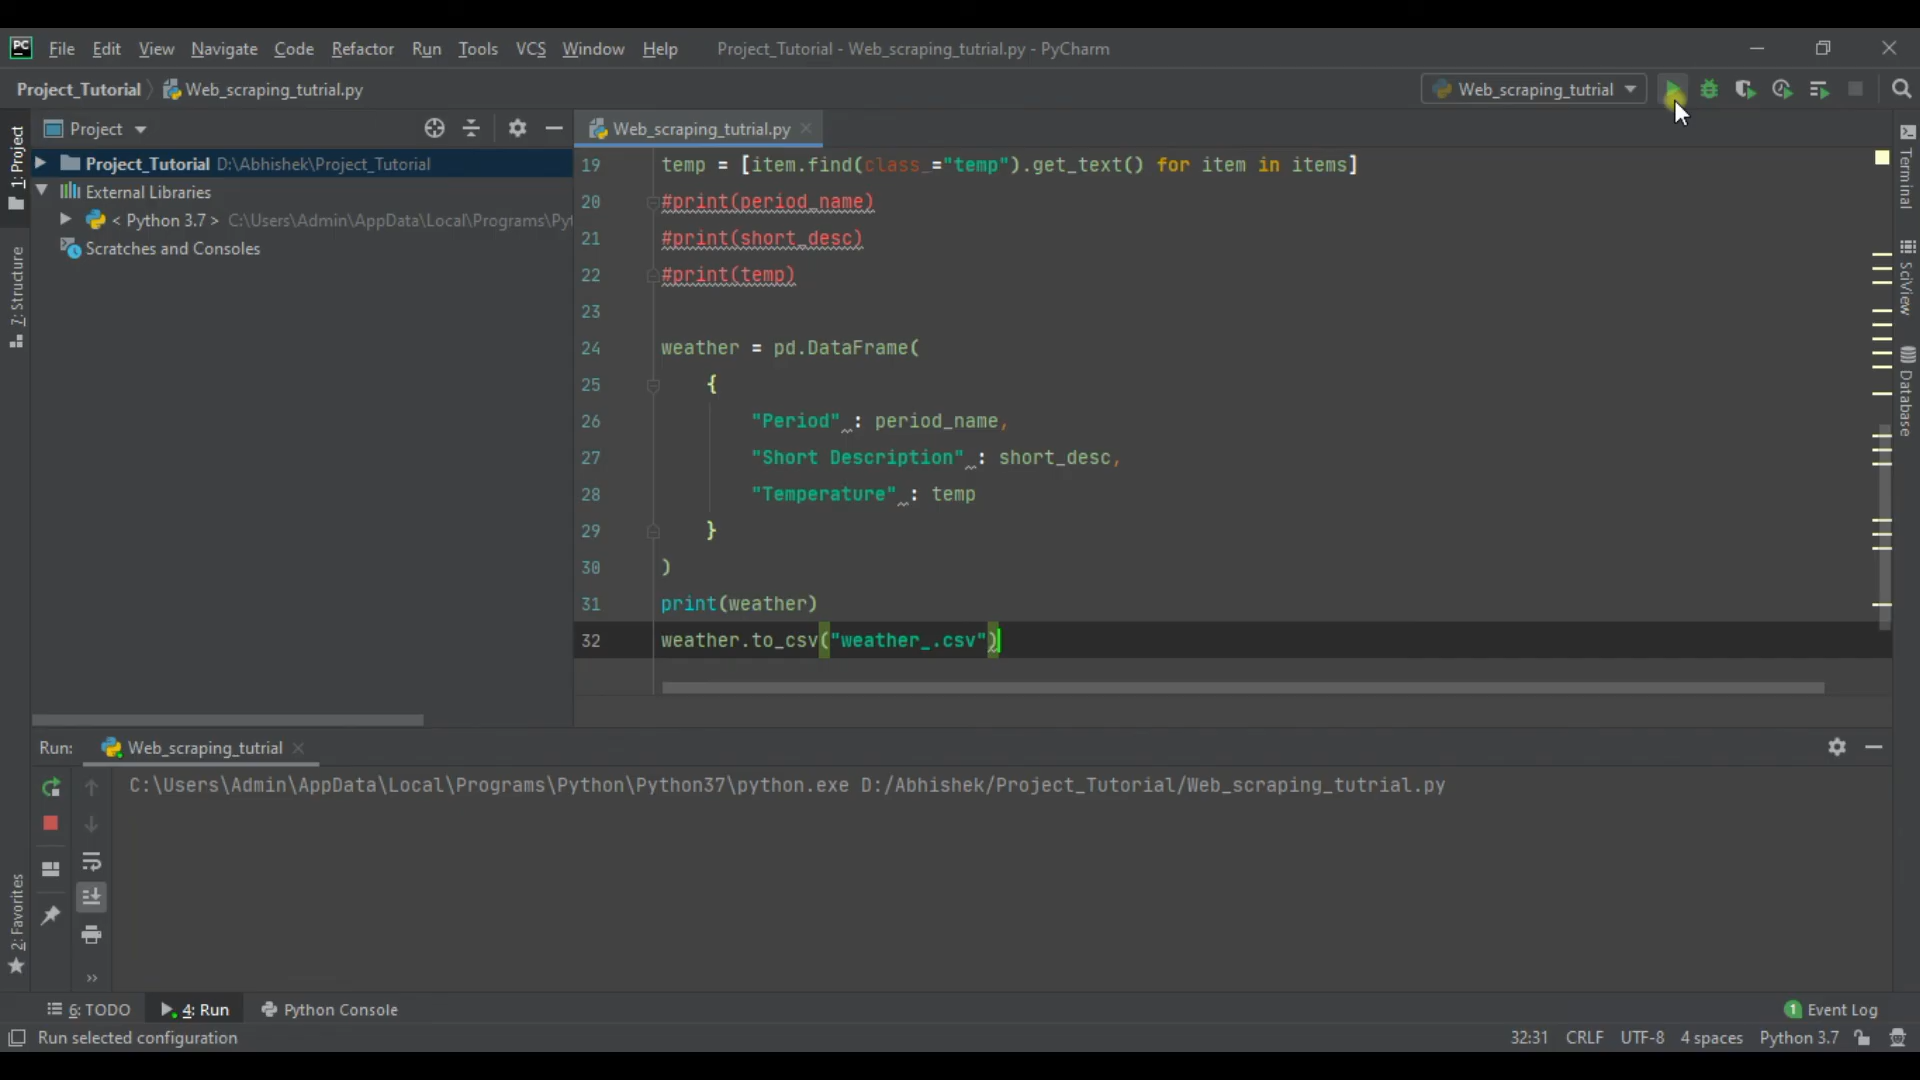 PC File Edit View Navigate Code Refactor Run Tools VCS Window Help Project_Tutorial - Web_scraping_tutrial.py - PyCharm
Project_Tutorial Web_scraping_tutrial.py Web_scraping_tutrial
1: Project
7: Structure
2: Favorites
Project
Project_Tutorial D:\Abhishek\Project_Tutorial
External Libraries
< Python 3.7 > C:\Users\Admin\AppData\Local\Programs\Pyt
Scratches and Consoles
Web_scraping_tutrial.py
19 temp = [item.find(class_="temp").get_text() for item in items]
20 #print(period_name)
21 #print(short_desc)
22 #print(temp)
23
24 weather = pd.DataFrame(
25 {
26 "Period" : period_name,
27 "Short Description" : short_desc,
28 "Temperature" : temp
29 }
30 )
31 print(weather)
32 weather.to_csv("weather_.csv")
Terminal
SciView
Database
Run: Web_scraping_tutrial
C:\Users\Admin\AppData\Local\Programs\Python\Python37\python.exe D:/Abhishek/Project_Tutorial/Web_scraping_tutrial.py
6: TODO 4: Run Python Console 1 Event Log
Run selected configuration 32:31 CRLF UTF-8 4 spaces Python 3.7